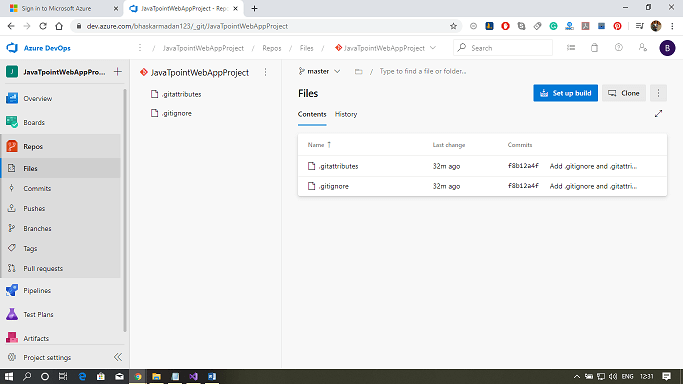 Sign in to Microsoft Azure
JavaTpointWebAppProject - Repo
dev.azure.com/bhaskarmadan123/_git/JavaTpointWebAppProject
Azure DevOps
/ JavaTpointWebAppProject / Repos / Files / JavaTpointWebAppProject
Search
B
J JavaTpointWebAppPro...
Overview
Boards
Repos
Files
Commits
Pushes
Branches
Tags
Pull requests
Pipelines
Test Plans
Artifacts
Project settings
JavaTpointWebAppProject
.gitattributes
.gitignore
master
/ Type to find a file or folder...
Files
Set up build
Clone
Contents
History
Name ↑ Last change Commits
.gitattributes 32m ago f8b12a4f Add .gitignore and .gitattri...
.gitignore 32m ago f8b12a4f Add .gitignore and .gitattri...
ENG 12:31